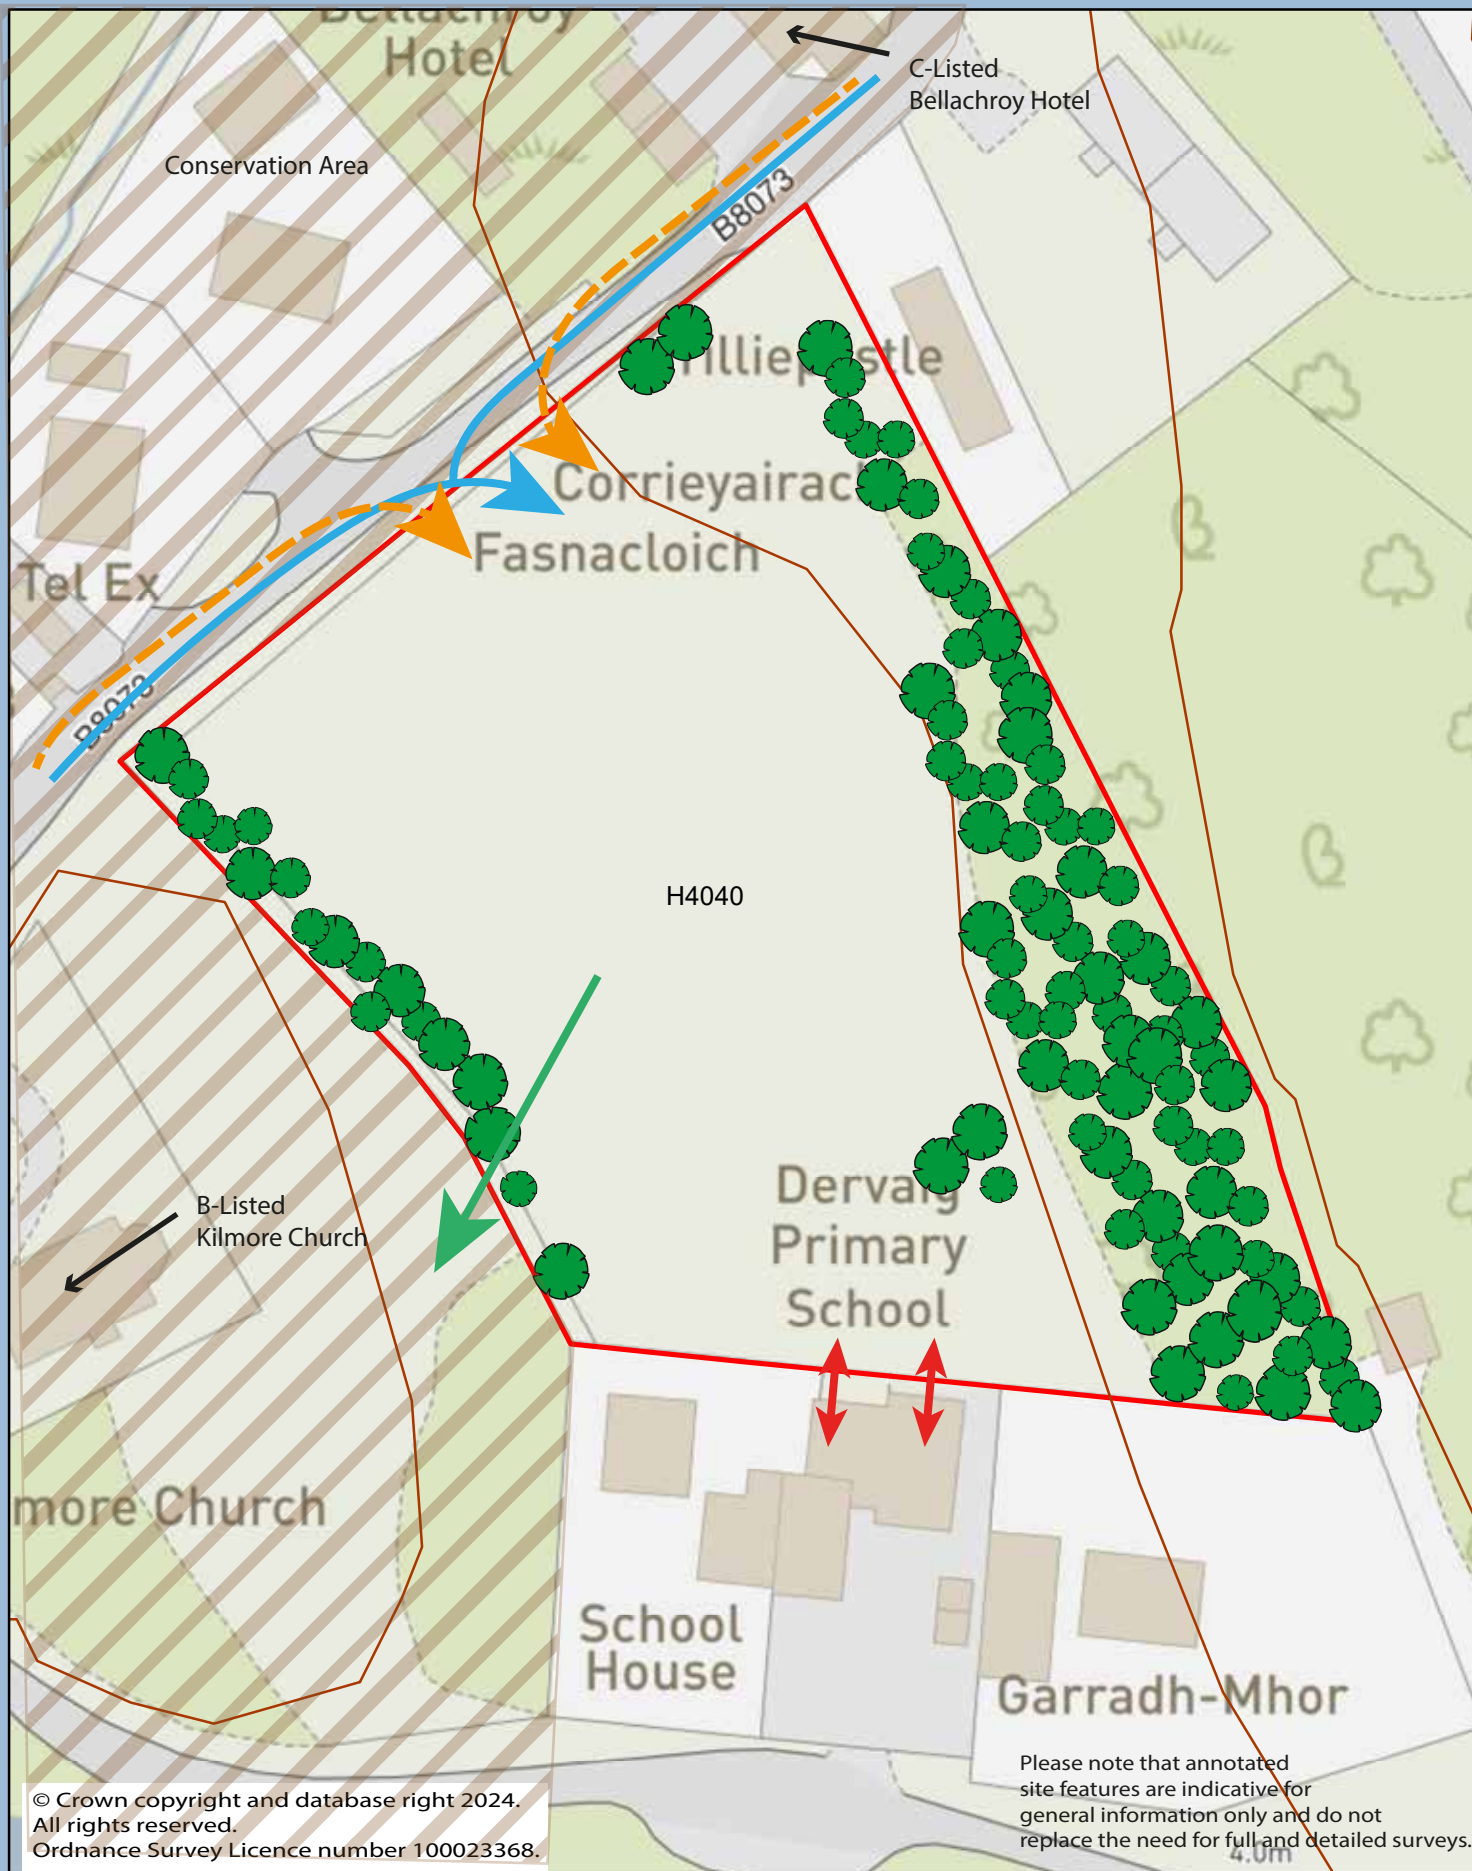 Bellachroy
Hotel
C-Listed
Bellachroy Hotel
Conservation Area
B8073
Corrieyairack
Fasnacloich
Tel Ex
B8073
H4040
Dervaig
Primary
School
B-Listed
Kilmore Church
more Church
School
House
Garradh-Mhor
Please note that annotated
site features are indicative for
general information only and do not
replace the need for full and detailed surveys.
4.0m
© Crown copyright and database right 2024.
All rights reserved.
Ordnance Survey Licence number 100023368.